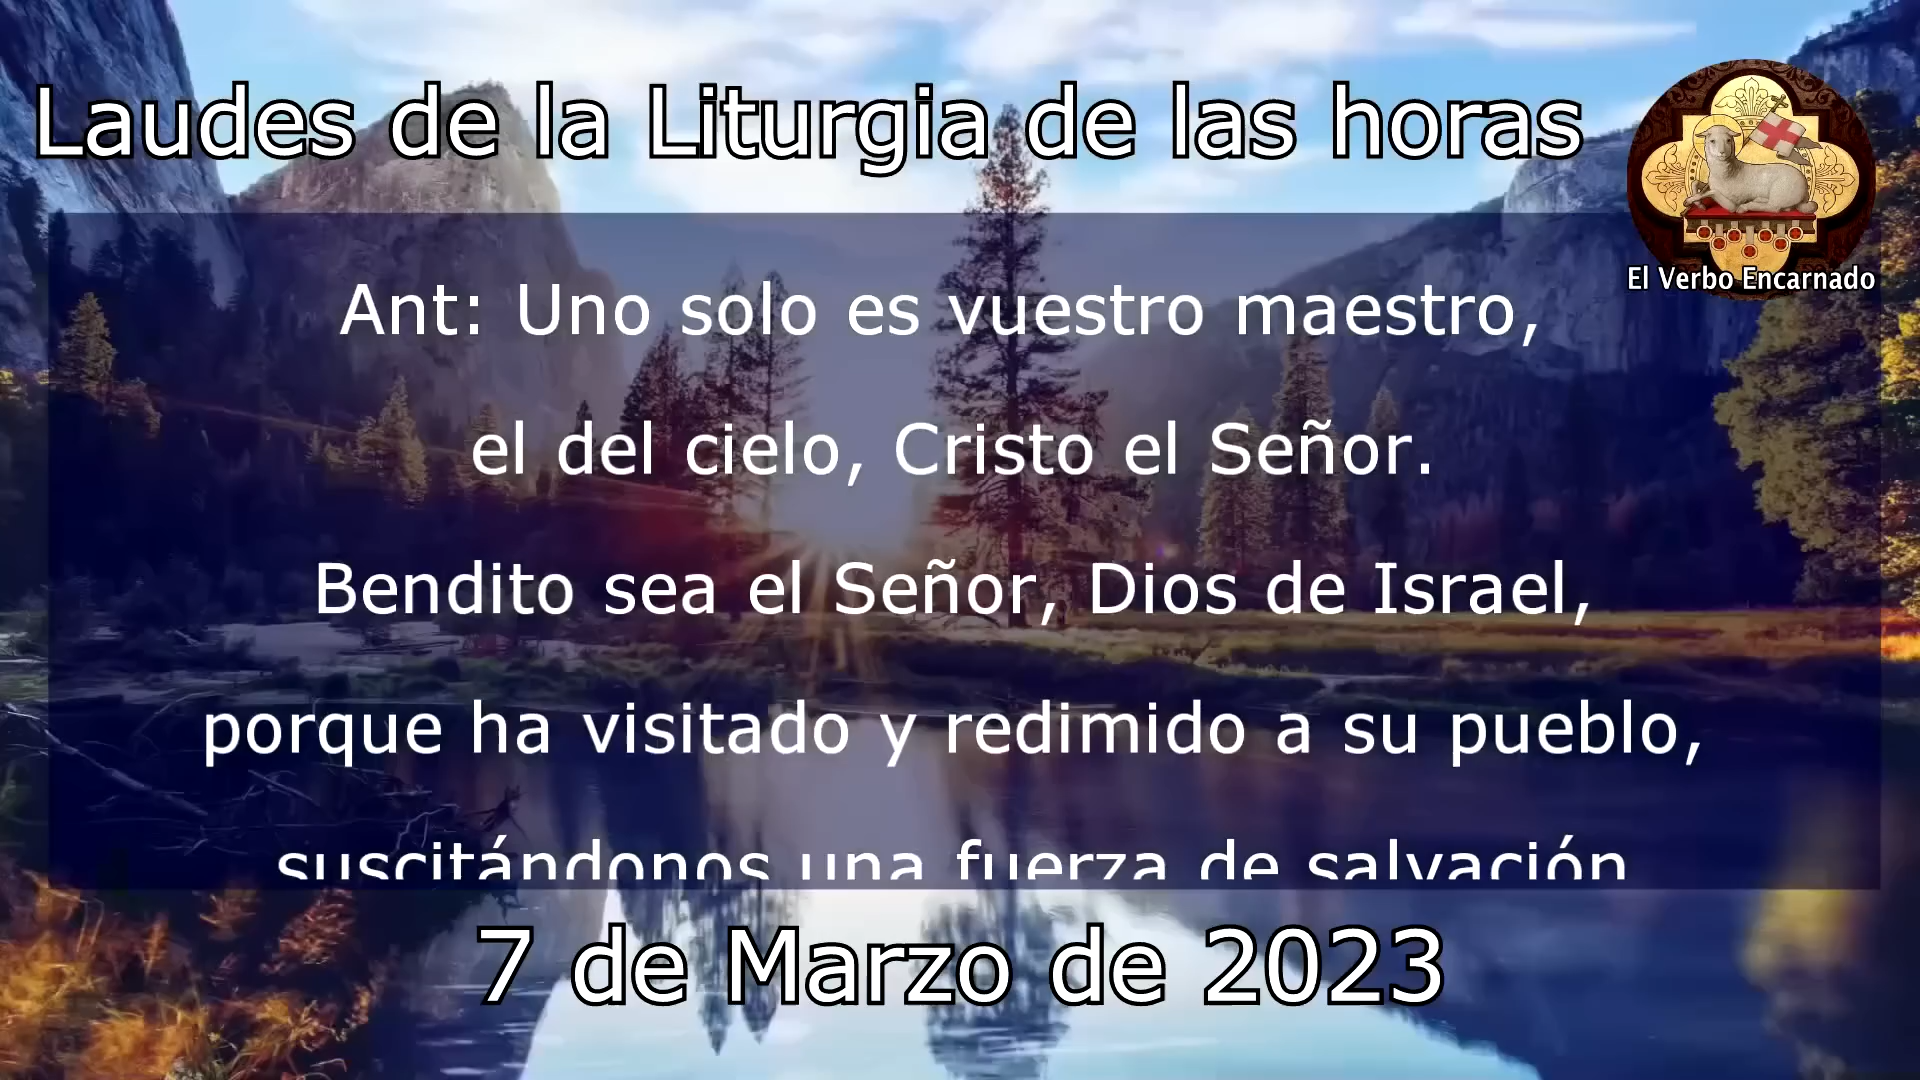 Laudes de la Liturgia de las horas
El Verbo Encarnado
Ant: Uno solo es vuestro maestro,
el del cielo, Cristo el Señor.
Bendito sea el Señor, Dios de Israel,
porque ha visitado y redimido a su pueblo,
suscitándonos una fuerza de salvación
7 de Marzo de 2023